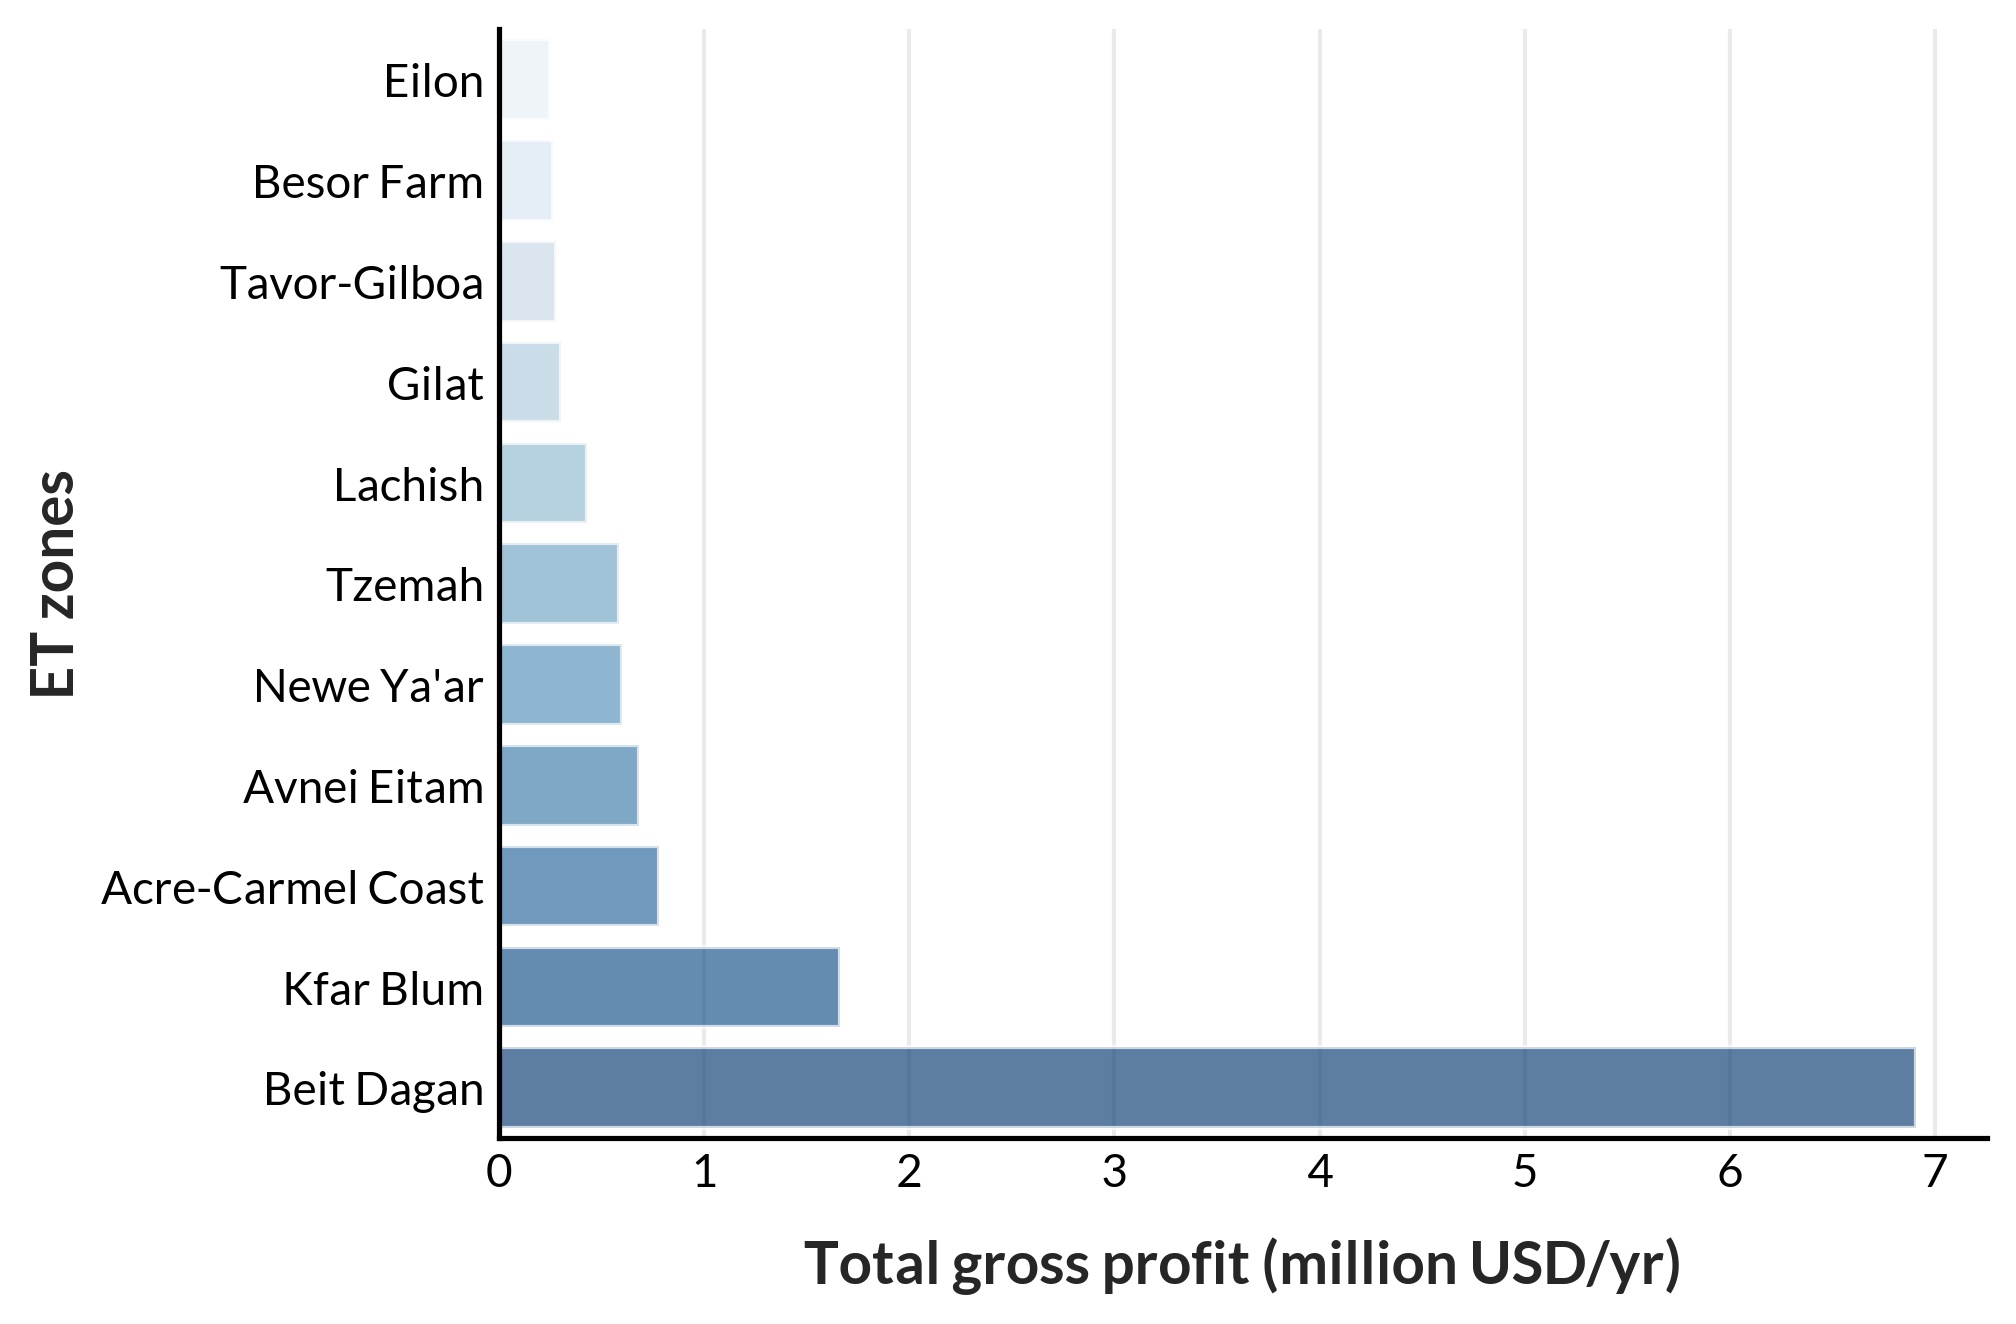 Eilon
Besor Farm
Tavor-Gilboa
Gilat
Lachish
Tzemah
Newe Ya'ar
Avnei Eitam
Acre-Carmel Coast
Kfar Blum
Beit Dagan
ET zones
0 1 2 3 4 5 6 7
Total gross profit (million USD/yr)